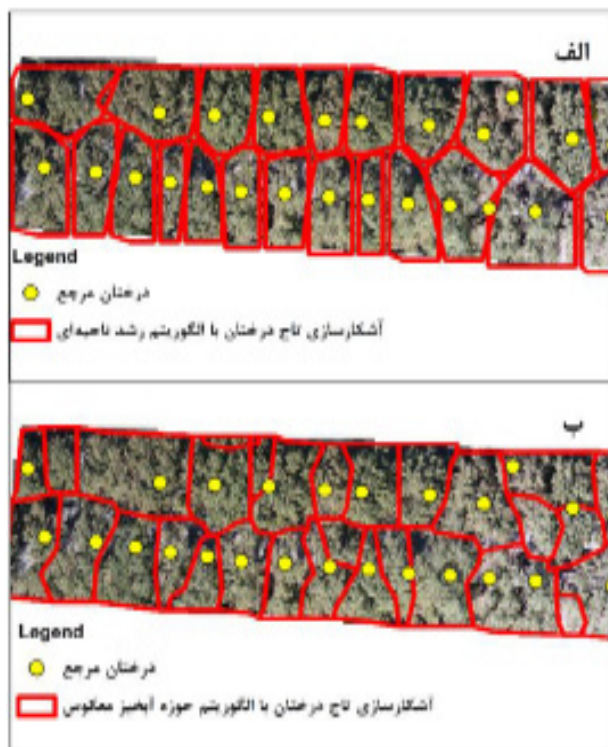 الف
Legend
درختان مرجع
آشکارسازی تاج درختان با الگوریتم رشد ناحیه‌ای
ب
Legend
درختان مرجع
آشکارسازی تاج درختان با الگوریتم حوزه آبخیز معکوس